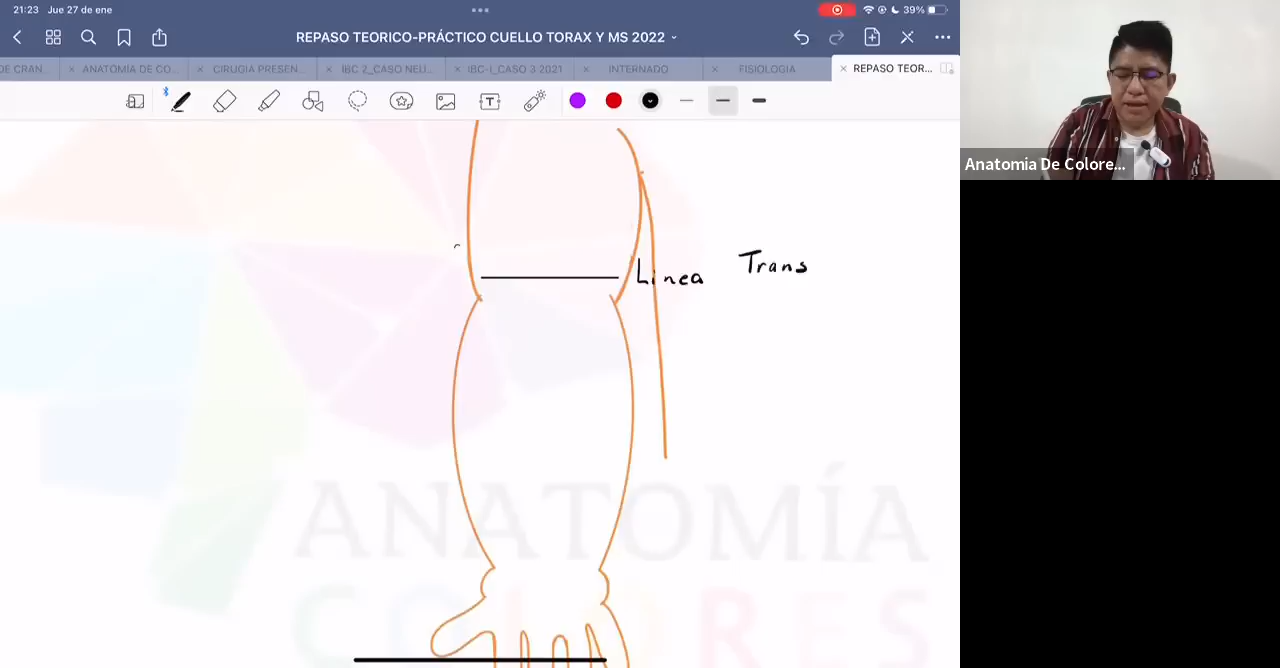 21:23 Jue 27 de ene
39%
REPASO TEORICO-PRÁCTICO CUELLO TORAX Y MS 2022
DE CRAN... ANATOMÍA DE CO... CIRUGIA PRESEN... IBC 2_CASO NEU... IBC-I_CASO 3 2021 INTERNADO FISIOLOGIA REPASO TEOR...
Anatomia De Colore...
Linea Trans
ANATOMÍA
COLORES